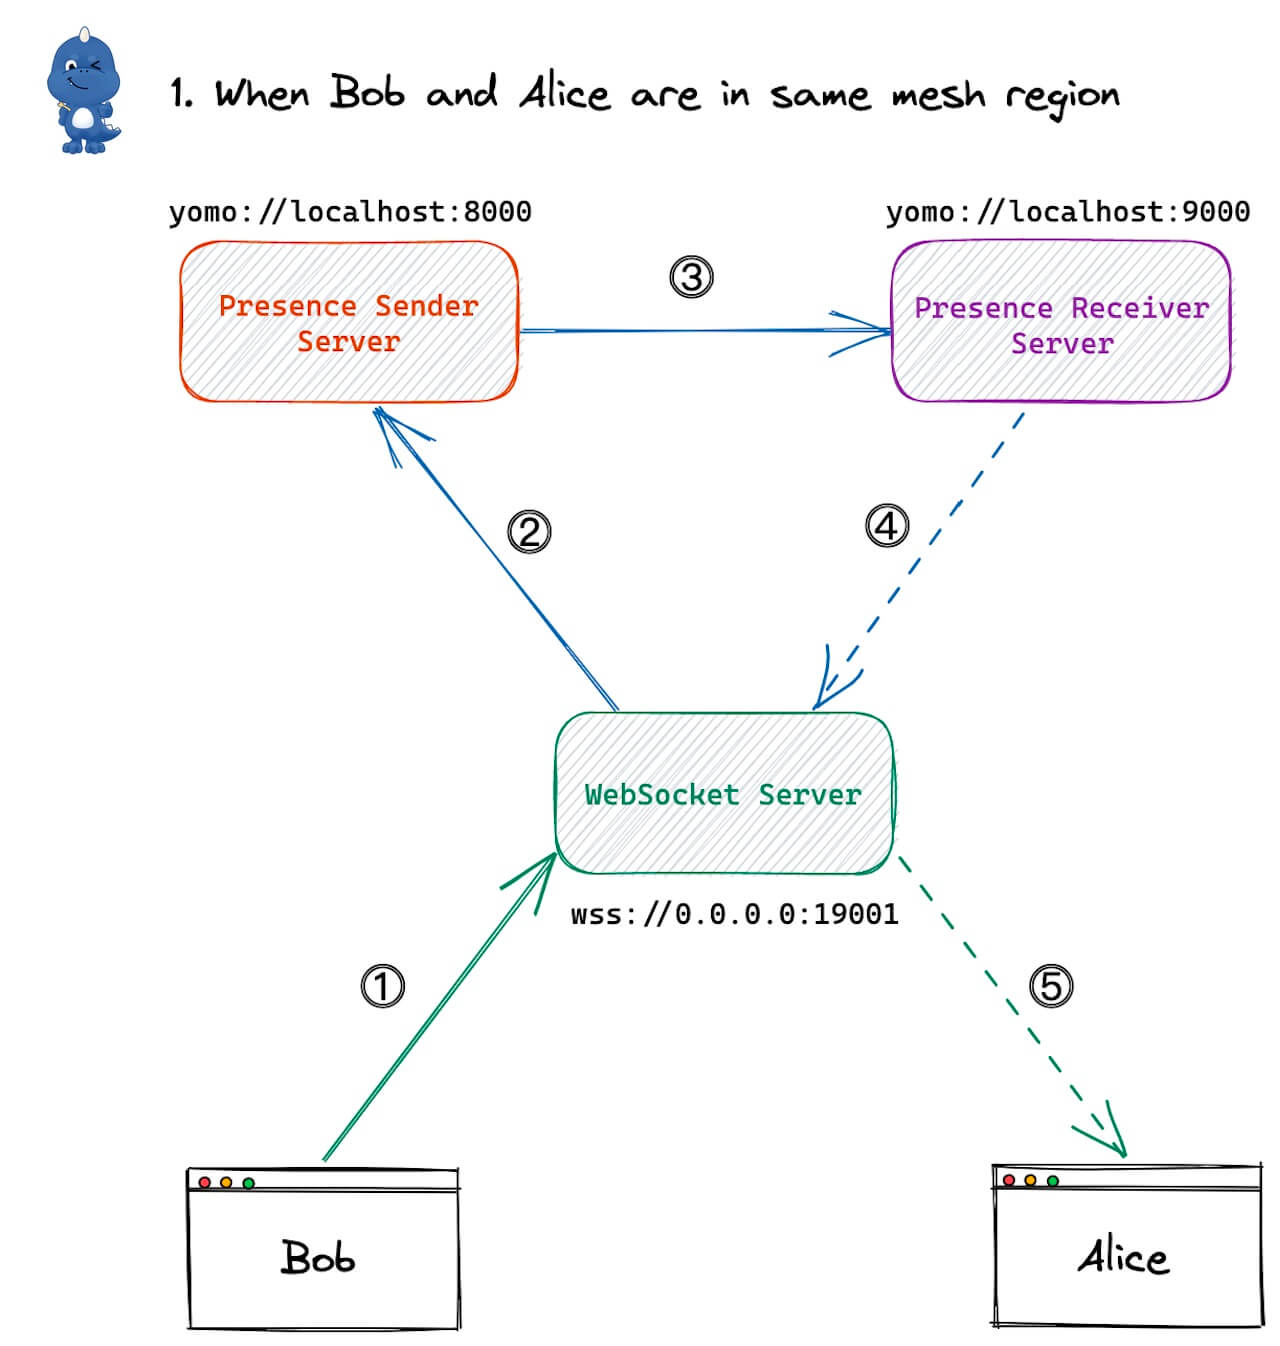 1. When Bob and Alice are in same mesh region
yomo://localhost:8000
yomo://localhost:9000
Presence Sender
Server
③
Presence Receiver
Server
②
④
WebSocket Server
wss://0.0.0.0:19001
①
⑤
Bob
Alice